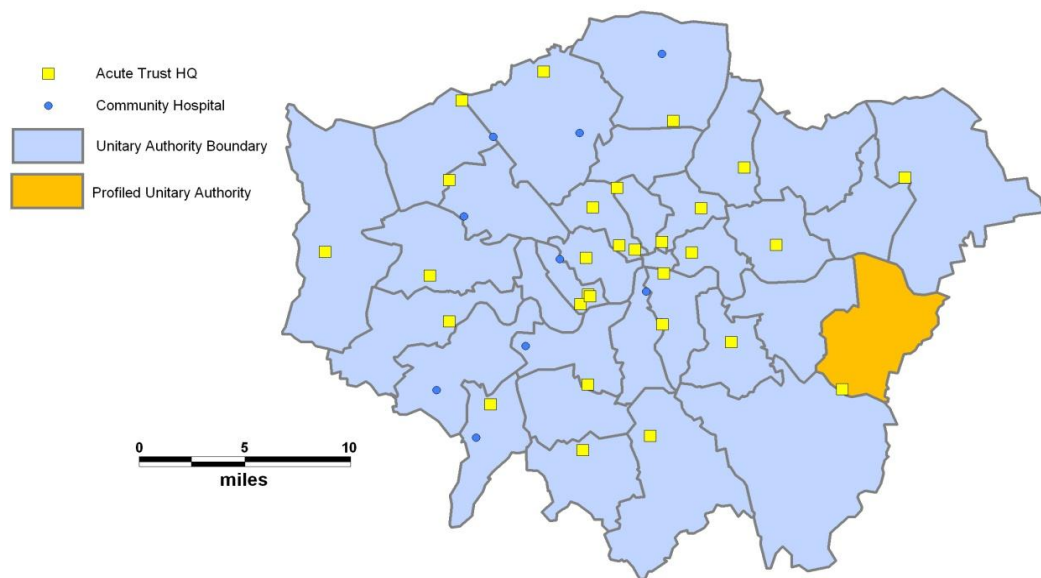 Acute Trust HQ
Community Hospital
Unitary Authority Boundary
Profiled Unitary Authority
0 5 10
miles